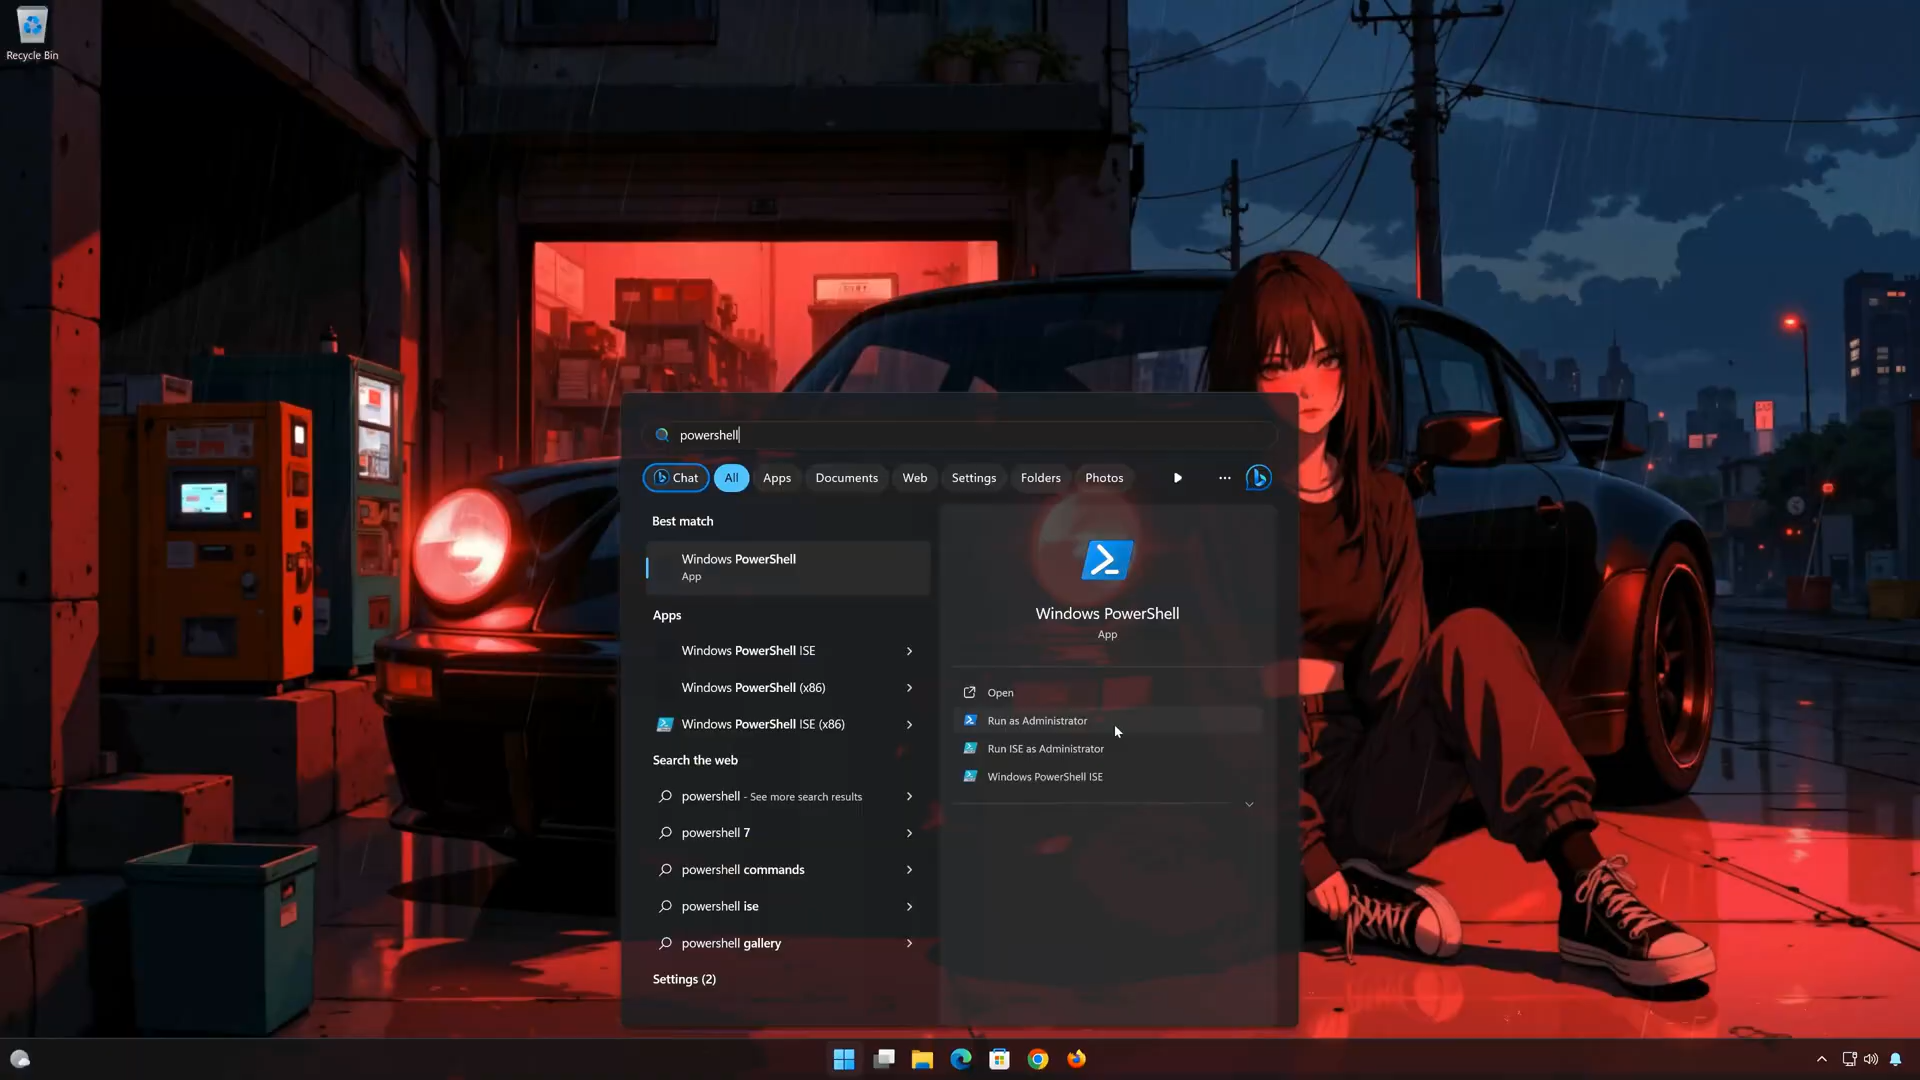 Recycle Bin
powershell
Chat
All
Apps
Documents
Web
Settings
Folders
Photos
Best match
Windows PowerShell
App
Apps
Windows PowerShell ISE
Windows PowerShell (x86)
Windows PowerShell ISE (x86)
Search the web
powershell - See more search results
powershell 7
powershell commands
powershell ise
powershell gallery
Settings (2)
Windows PowerShell
App
Open
Run as Administrator
Run ISE as Administrator
Windows PowerShell ISE